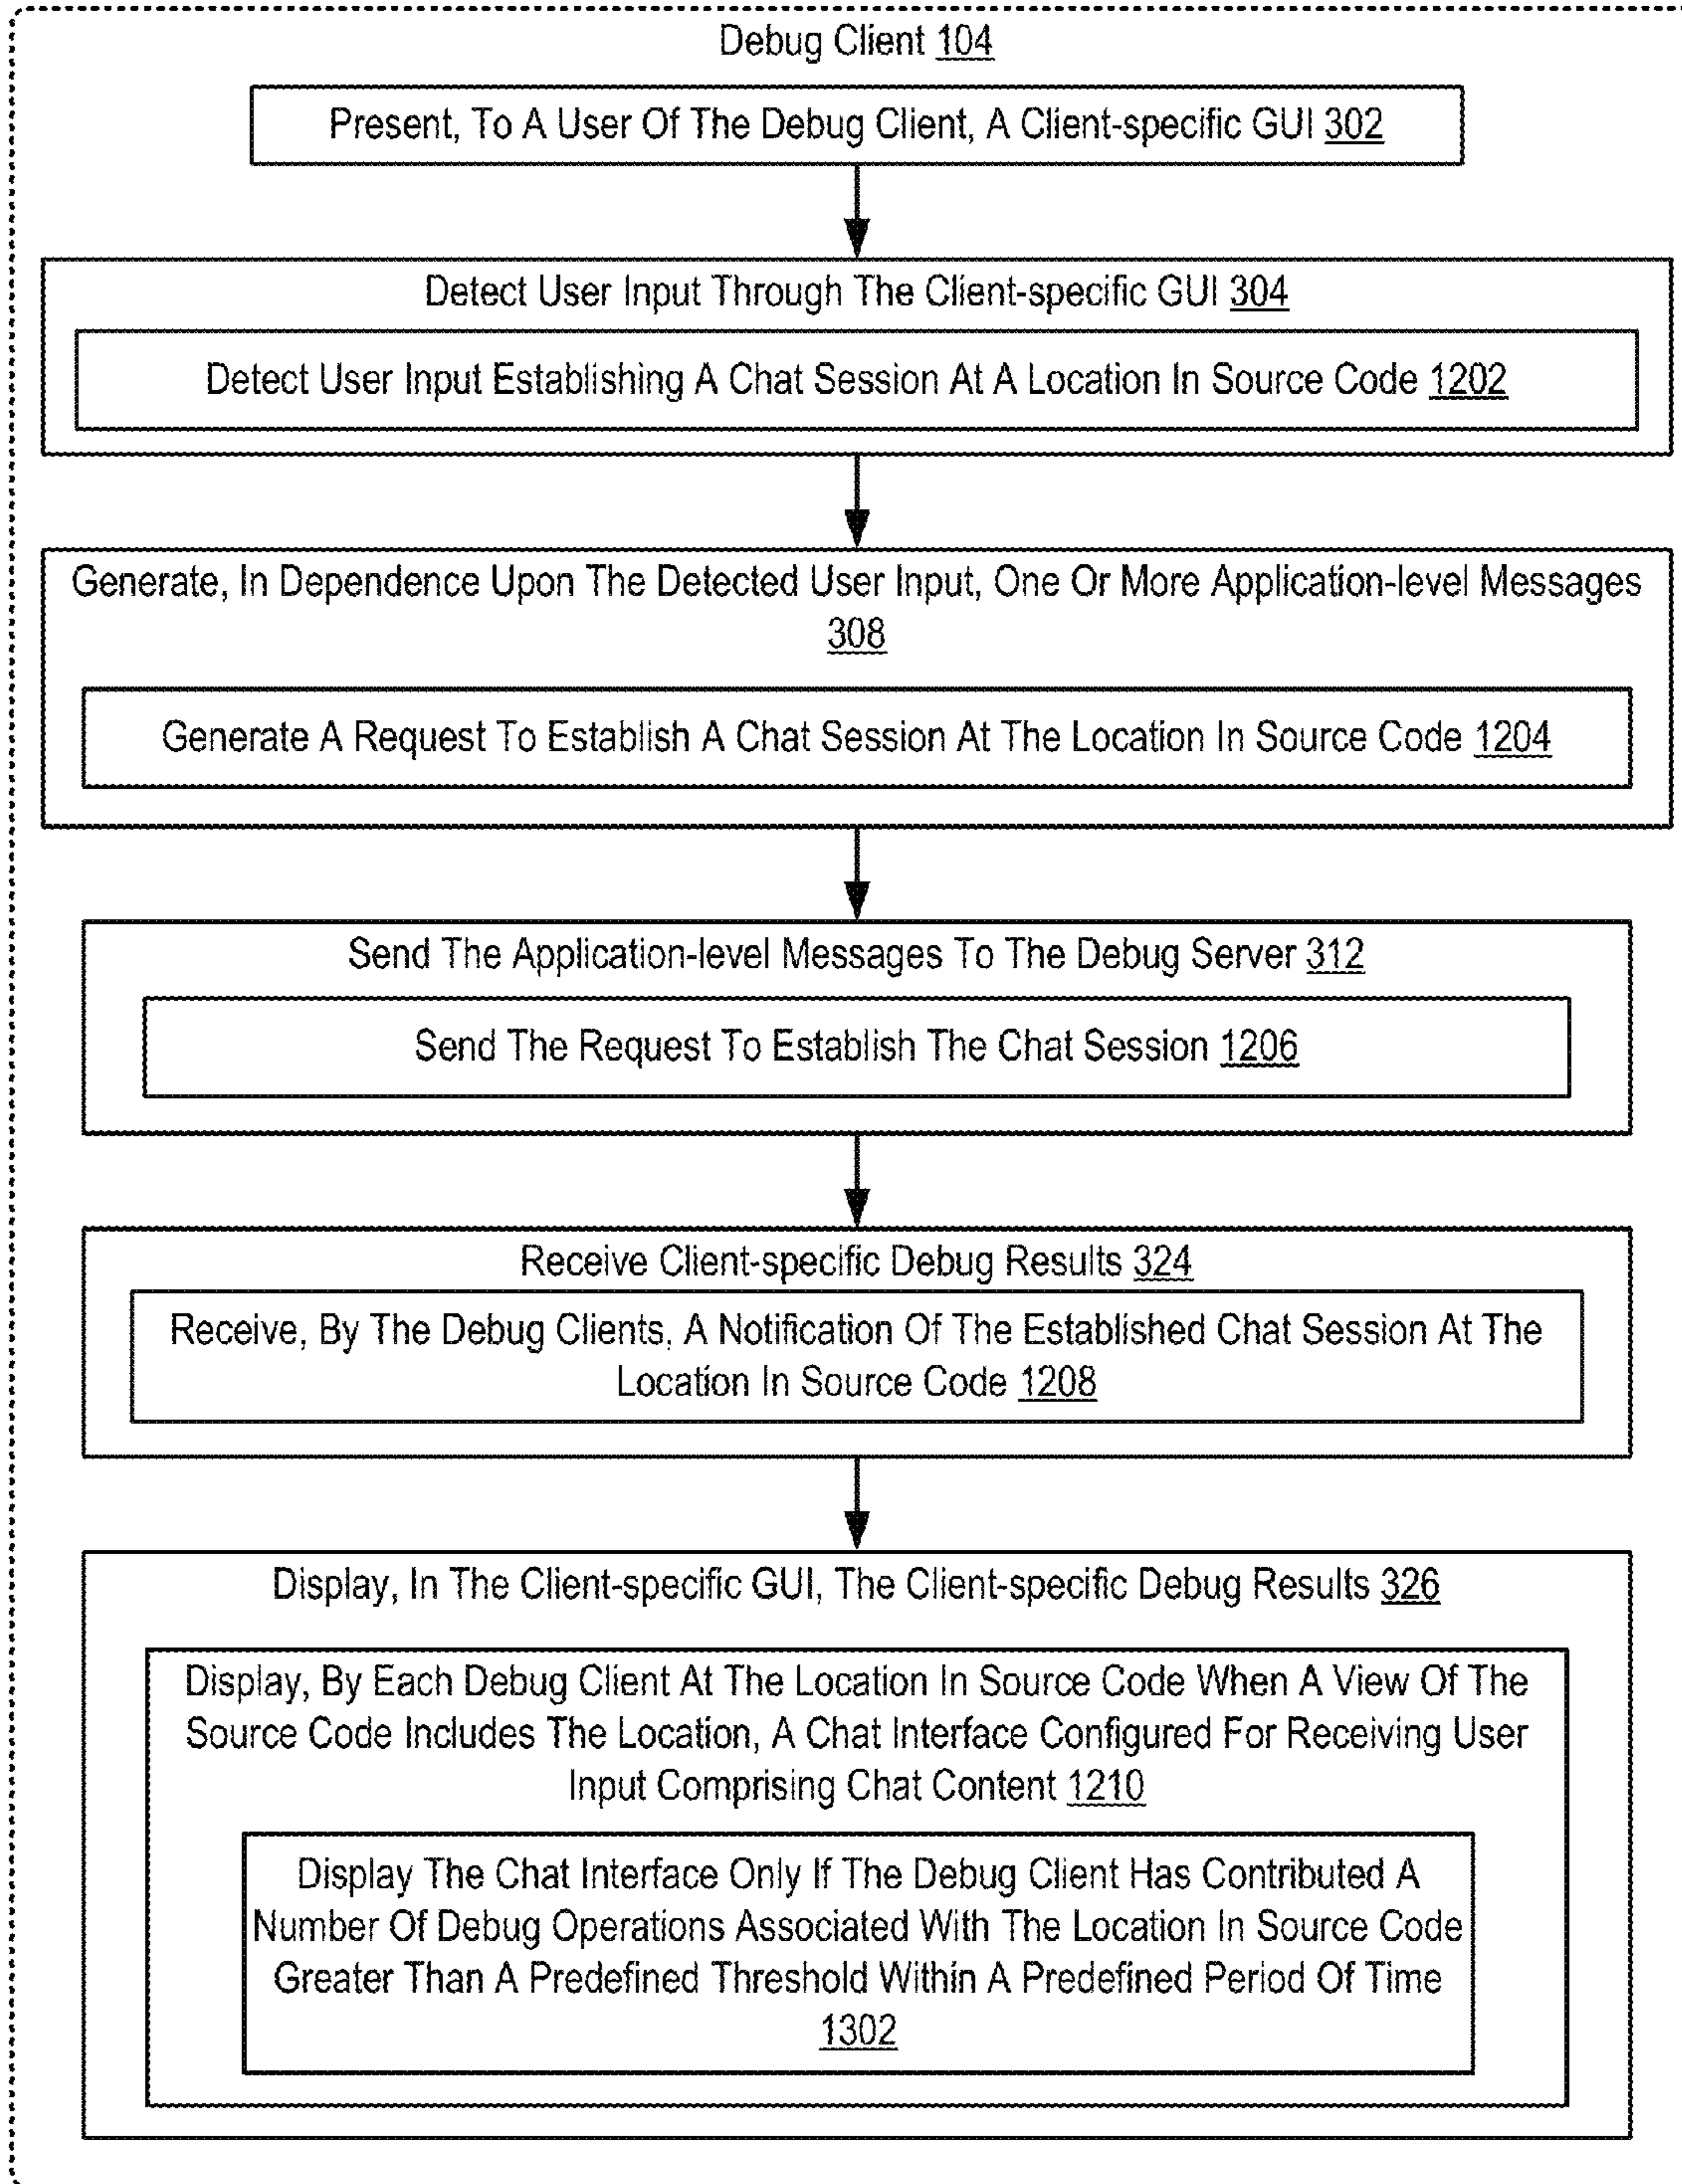 Debug Client 104
Present, To A User Of The Debug Client, A Client-specific GUI 302
Detect User Input Through The Client-specific GUI 304
Detect User Input Establishing A Chat Session At A Location In Source Code 1202
Generate, In Dependence Upon The Detected User Input, One Or More Application-level Messages
308
Generate A Request To Establish A Chat Session At The Location In Source Code 1204
Send The Application-level Messages To The Debug Server 312
Send The Request To Establish The Chat Session 1206
Receive Client-specific Debug Results 324
Receive, By The Debug Clients, A Notification Of The Established Chat Session At The
Location In Source Code 1208
Display, In The Client-specific GUI, The Client-specific Debug Results 326
Display, By Each Debug Client At The Location In Source Code When A View Of The
Source Code Includes The Location, A Chat Interface Configured For Receiving User
Input Comprising Chat Content 1210
Display The Chat Interface Only If The Debug Client Has Contributed A
Number Of Debug Operations Associated With The Location In Source Code
Greater Than A Predefined Threshold Within A Predefined Period Of Time
1302